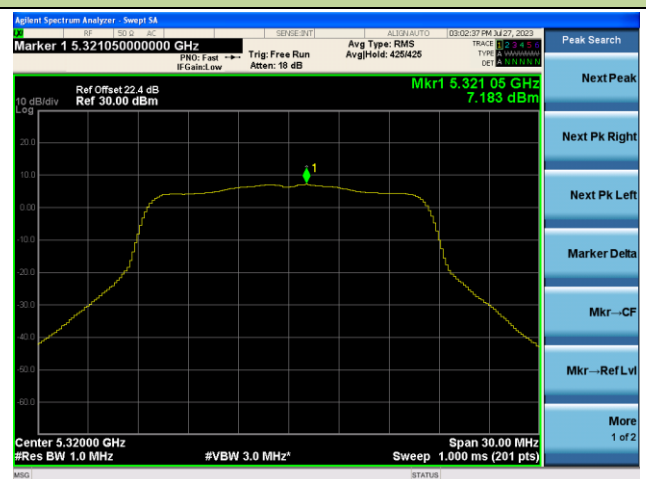 Agilent Spectrum Analyzer - Swept SA
RF 50 Ω AC SENSE:INT ALIGNAUTO 03:02:37 PM Jul 27, 2023
Marker 1 5.321050000000 GHz
PNO: Fast
IFGain:Low
Trig: Free Run
Atten: 18 dB
Avg Type: RMS
Avg|Hold: 425/425
TRACE 1 2 3 4 5 6
TYPE A
DET A N N N N N
Peak Search
Next Peak
Next Pk Right
Next Pk Left
Marker Delta
Mkr→CF
Mkr→Ref Lvl
More
1 of 2
Mkr1 5.321 05 GHz
7.183 dBm
Ref Offset 22.4 dB
10 dB/div Ref 30.00 dBm
Log
1
20.0
10.0
0.00
-10.0
-20.0
-30.0
-40.0
-50.0
-60.0
Center 5.32000 GHz Span 30.00 MHz
#Res BW 1.0 MHz #VBW 3.0 MHz* Sweep 1.000 ms (201 pts)
MSG STATUS